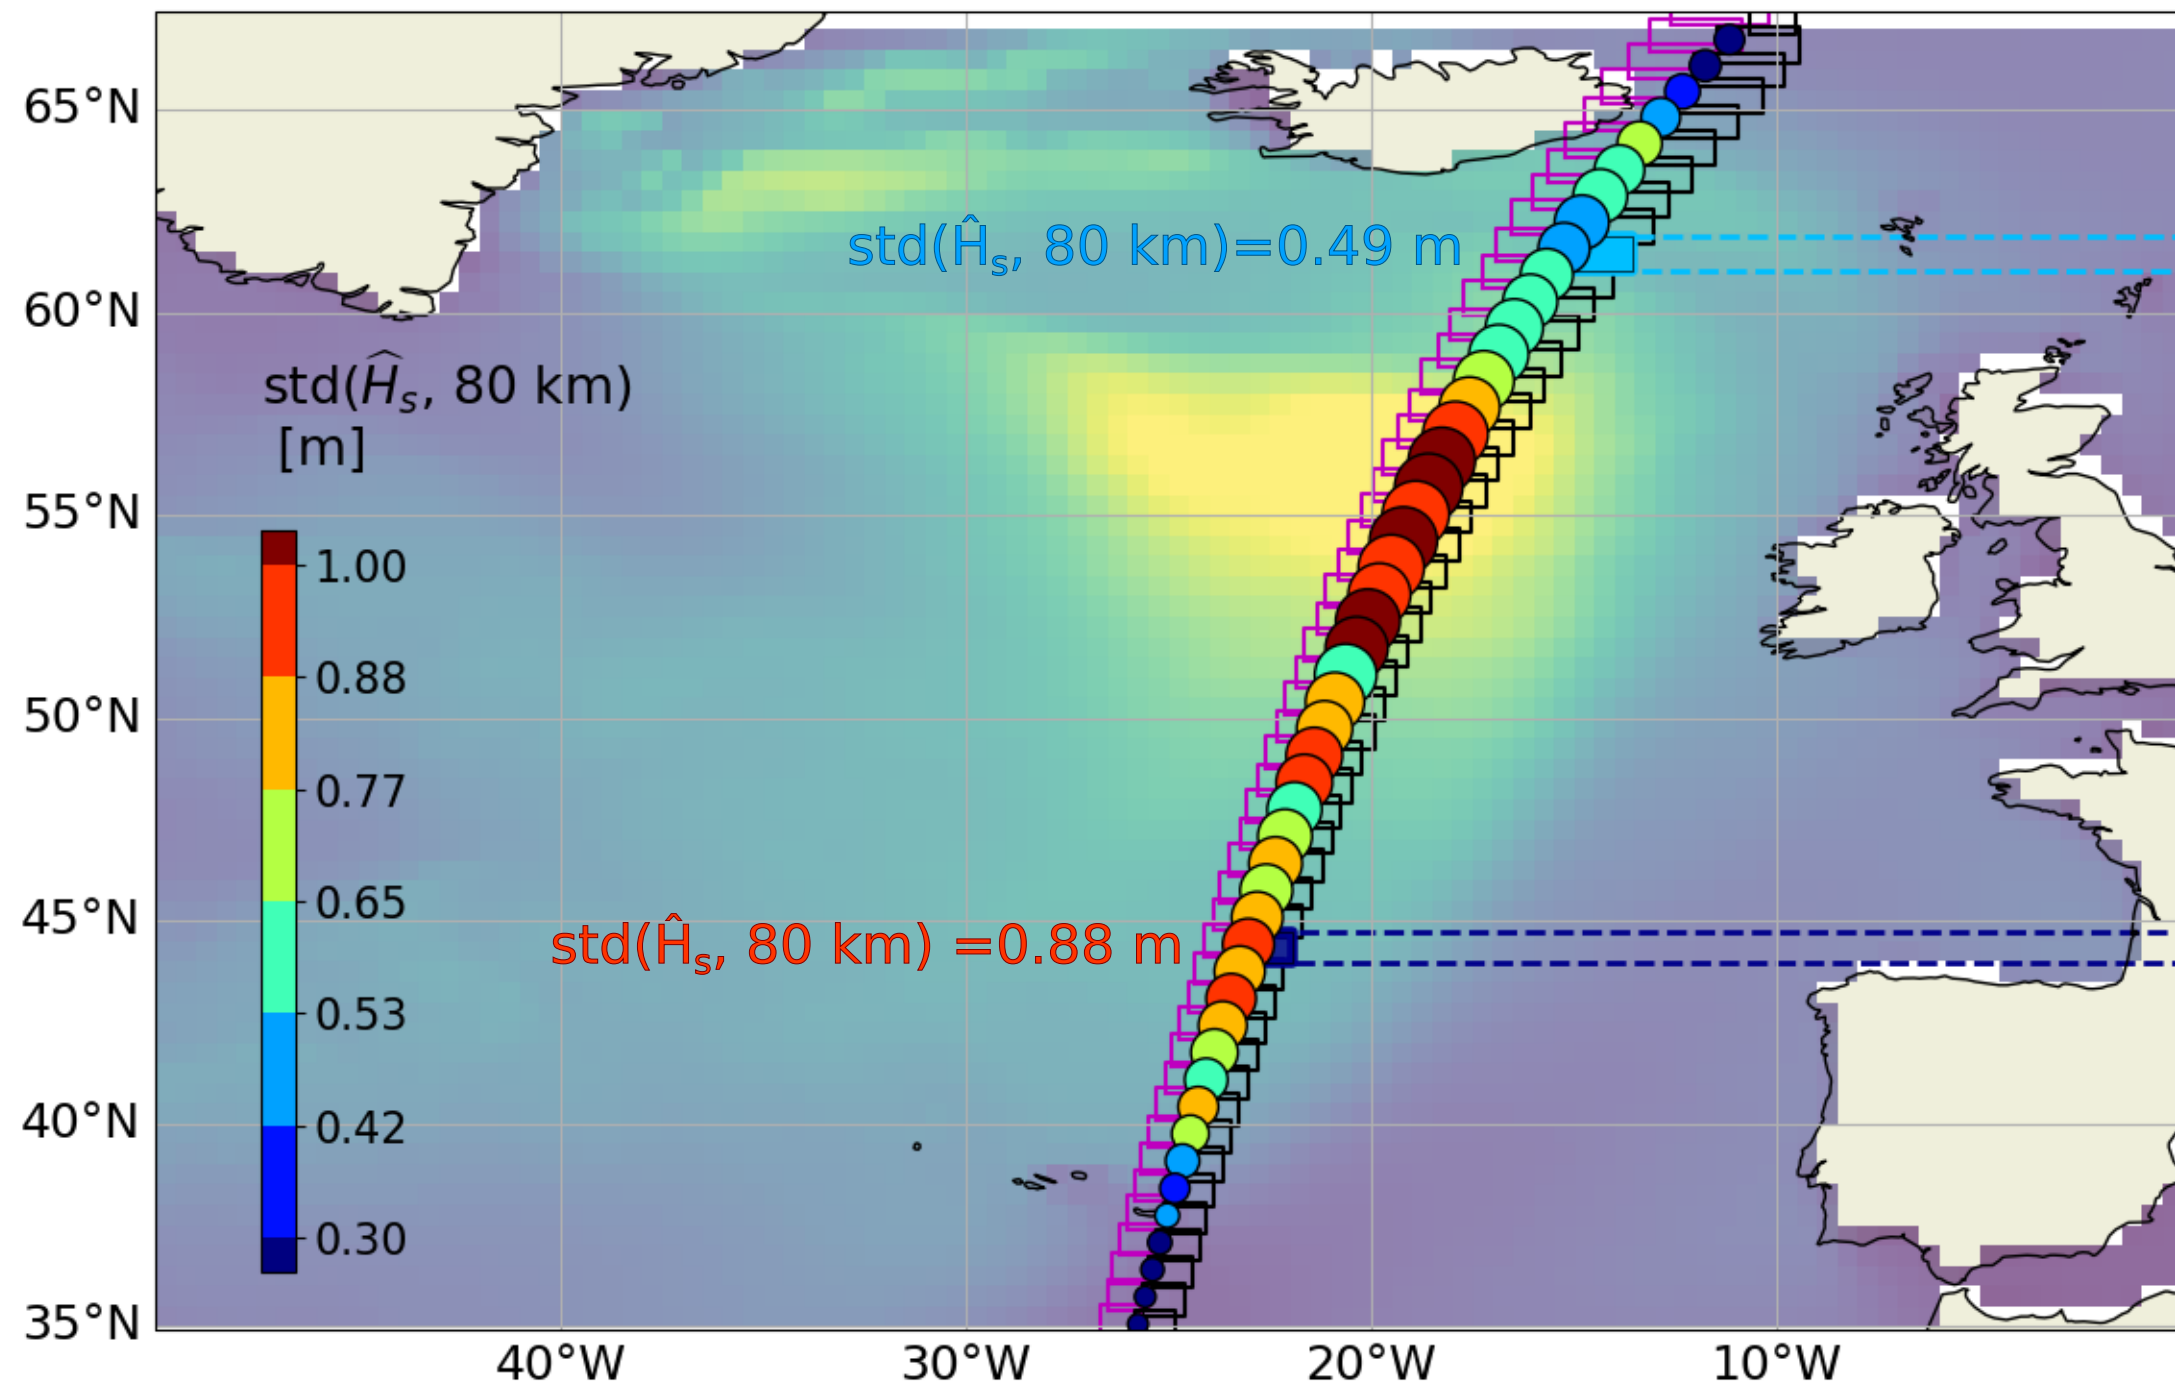 65°N
std(Ĥₛ, 80 km)=0.49 m
60°N
std(Ĥₛ, 80 km)
[m]
55°N
1.00
0.88
50°N
0.77
0.65
45°N
std(Ĥₛ, 80 km) =0.88 m
0.53
40°N
0.42
0.30
35°N
40°W 30°W 20°W 10°W